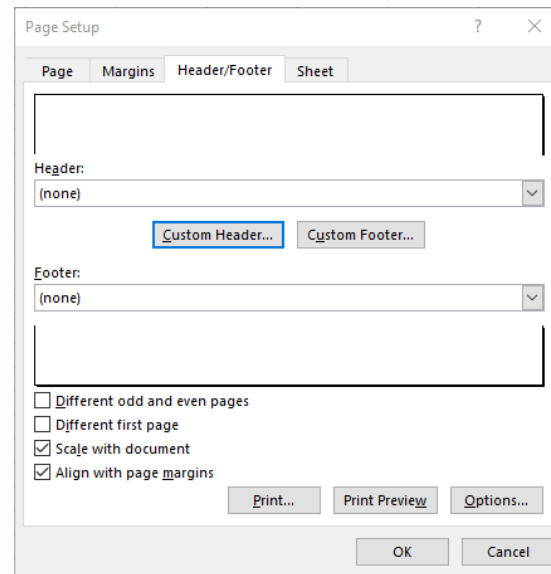 Page Setup ?
Page Margins Header/Footer Sheet
Header:
(none)
Custom Header... Custom Footer...
Footer:
(none)
Different odd and even pages
Different first page
Scale with document
Align with page margins
Print... Print Preview Options...
OK Cancel